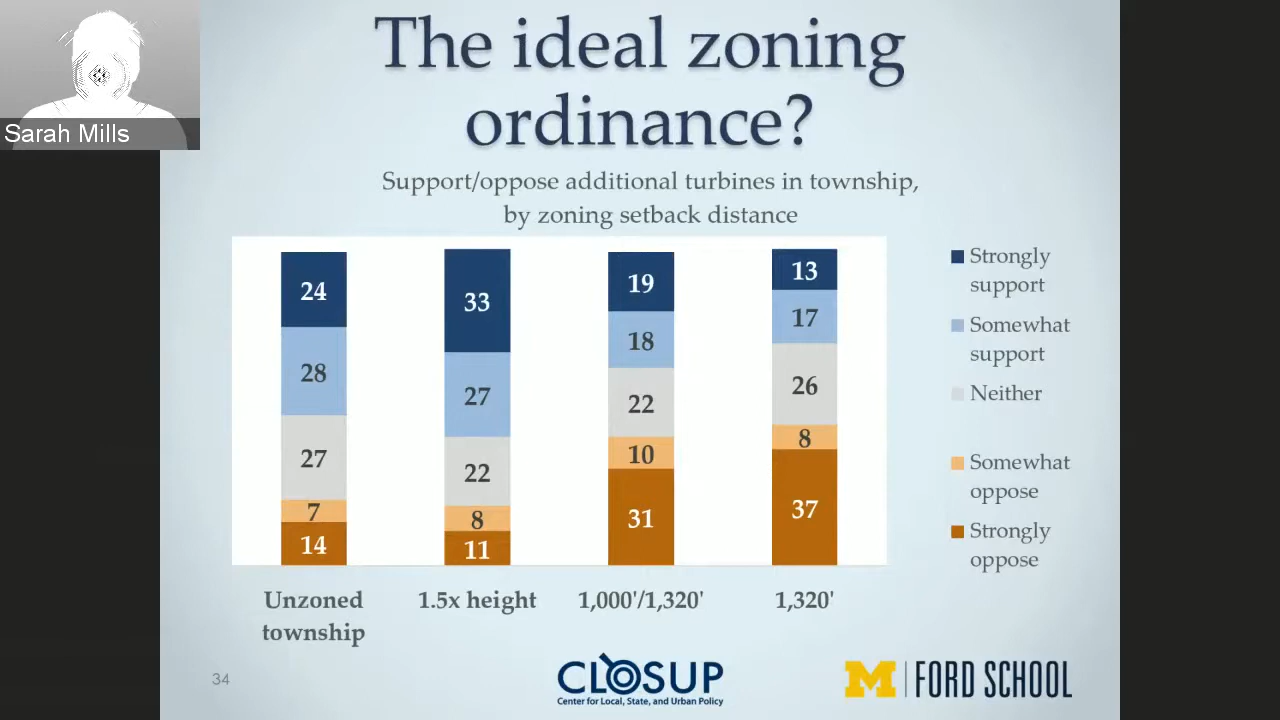 Sarah Mills
The ideal zoning
ordinance?
Support/oppose additional turbines in township,
by zoning setback distance
24
33
19
13
28
27
18
17
27
22
22
26
7
8
10
8
14
11
31
37
Unzoned
township
1.5x height
1,000'/1,320'
1,320'
Strongly
support
Somewhat
support
Neither
Somewhat
oppose
Strongly
oppose
34
CLOSUP
Center for Local, State, and Urban Policy
M FORD SCHOOL